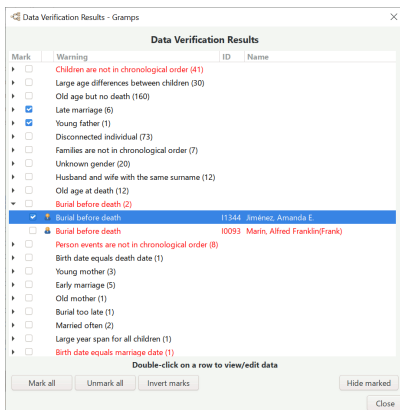 Data Verification Results - Gramps
Data Verification Results
Mark Warning ID Name
Children are not in chronological order (41)
Large age differences between children (30)
Old age but no death (160)
Late marriage (6)
Young father (1)
Disconnected individual (73)
Families are not in chronological order (7)
Unknown gender (20)
Husband and wife with the same surname (12)
Old age at death (12)
Burial before death (2)
Burial before death I1344 Jiménez, Amanda E.
Burial before death I0093 Marín, Alfred Franklin(Frank)
Person events are not in chronological order (8)
Birth date equals death date (1)
Young mother (3)
Early marriage (5)
Old mother (1)
Burial too late (1)
Married often (2)
Large year span for all children (1)
Birth date equals marriage date (1)
Double-click on a row to view/edit data
Mark all Unmark all Invert marks Hide marked
Close